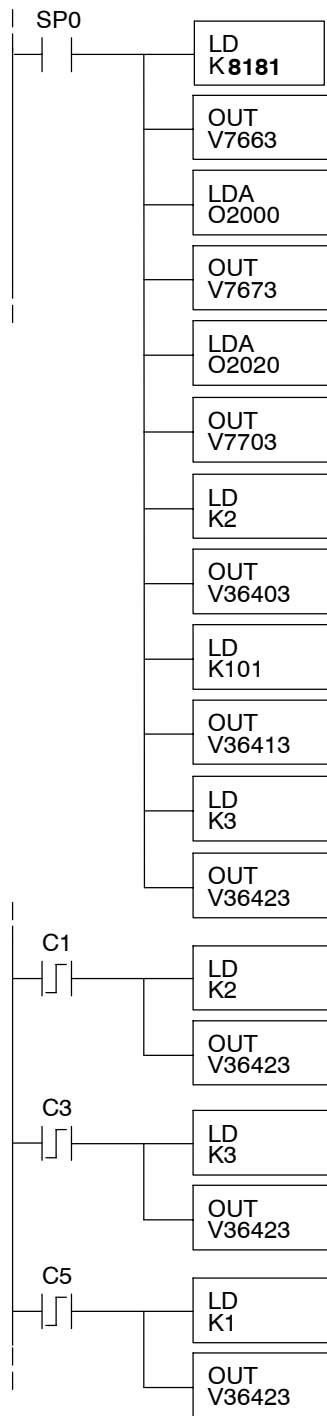 SP0
LD
K8181
OUT
V7663
LDA
O2000
OUT
V7673
LDA
O2020
OUT
V7703
LD
K2
OUT
V36403
LD
K101
OUT
V36413
LD
K3
OUT
V36423
C1
LD
K2
OUT
V36423
C3
LD
K3
OUT
V36423
C5
LD
K1
OUT
V36423